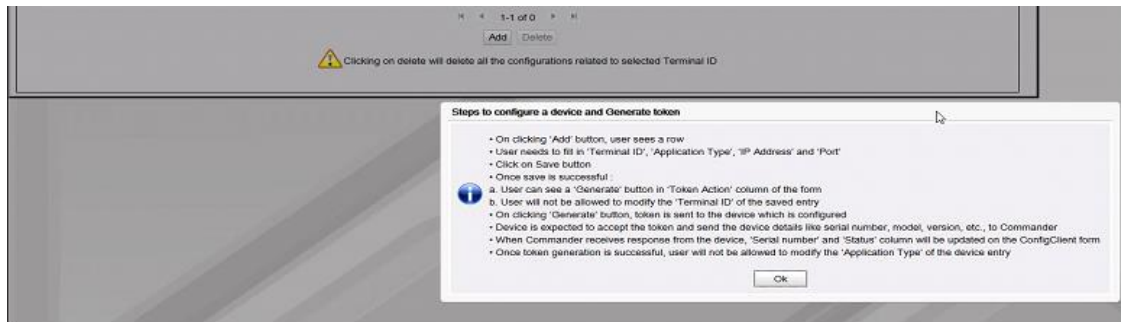 1-1 of 0
Add Delete
Clicking on delete will delete all the configurations related to selected Terminal ID
Steps to configure a device and Generate token
• On clicking 'Add' button, user sees a row
• User needs to fill in 'Terminal ID', 'Application Type', 'IP Address' and 'Port'
• Click on Save button
• Once save is successful :
a. User can see a 'Generate' button in 'Token Action' column of the form
b. User will not be allowed to modify the 'Terminal ID' of the saved entry
• On clicking 'Generate' button, token is sent to the device which is configured
• Device is expected to accept the token and send the device details like serial number, model, version, etc., to Commander
• When Commander receives response from the device, 'Serial number' and 'Status' column will be updated on the ConfigClient form
• Once token generation is successful, user will not be allowed to modify the 'Application Type' of the device entry
Ok